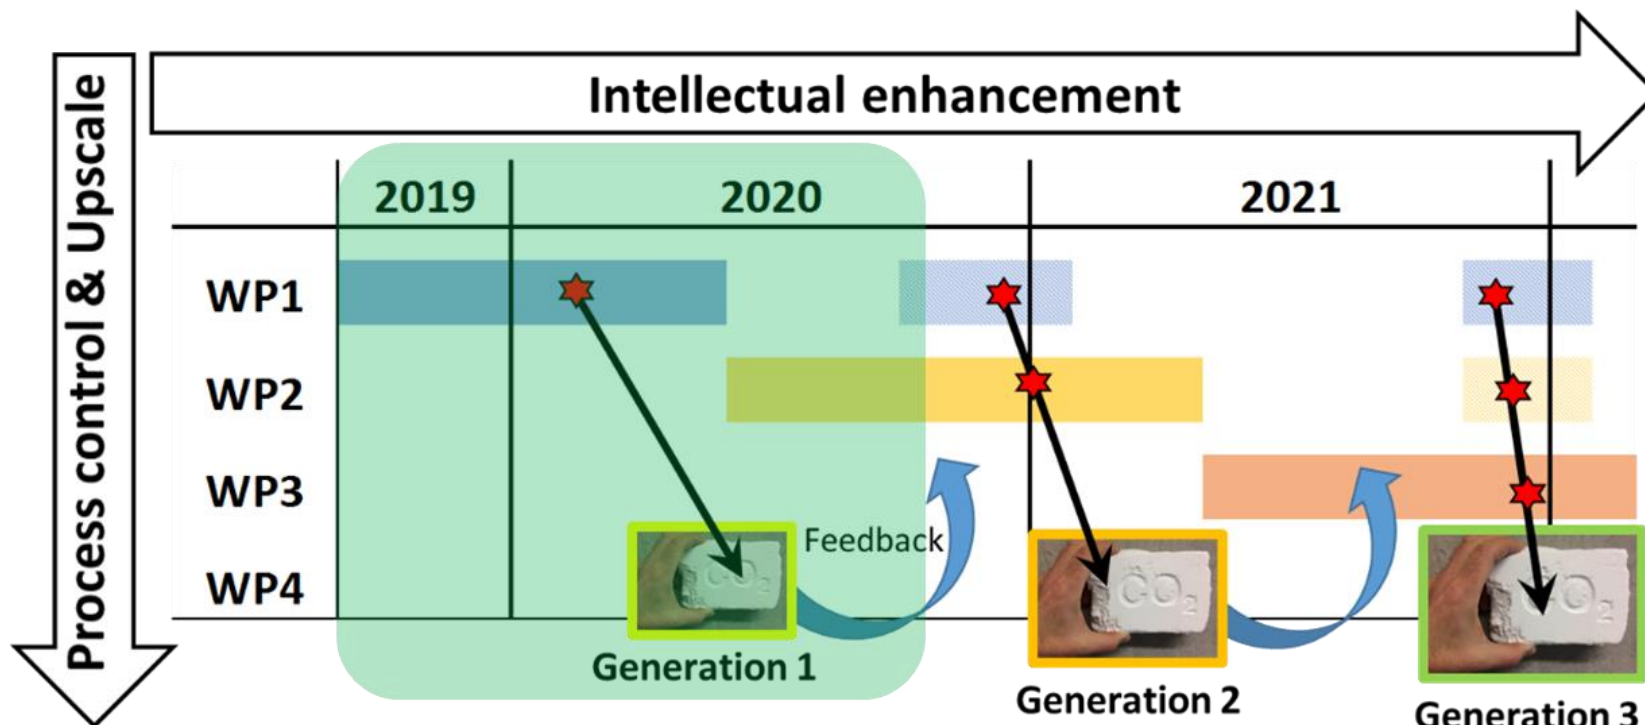 Intellectual enhancement
Process control & Upscale
2019 2020 2021
WP1
WP2
WP3
Feedback
WP4
CO2
CO2
CO2
Generation 1
Generation 2
Generation 3